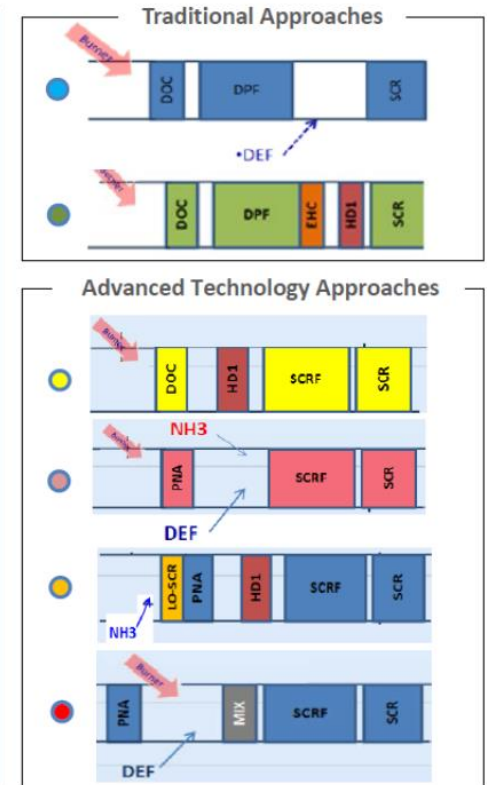 Traditional Approaches
Burner
DOC
DPF
SCR
•DEF
DOC
DPF
EHC
HD1
SCR
Advanced Technology Approaches
Burner
DOC
HD1
SCRF
SCR
Burner
NH3
PNA
SCRF
SCR
DEF
LO-SCR
PNA
HD1
SCRF
SCR
NH3
Burner
PNA
MIX
SCRF
SCR
DEF